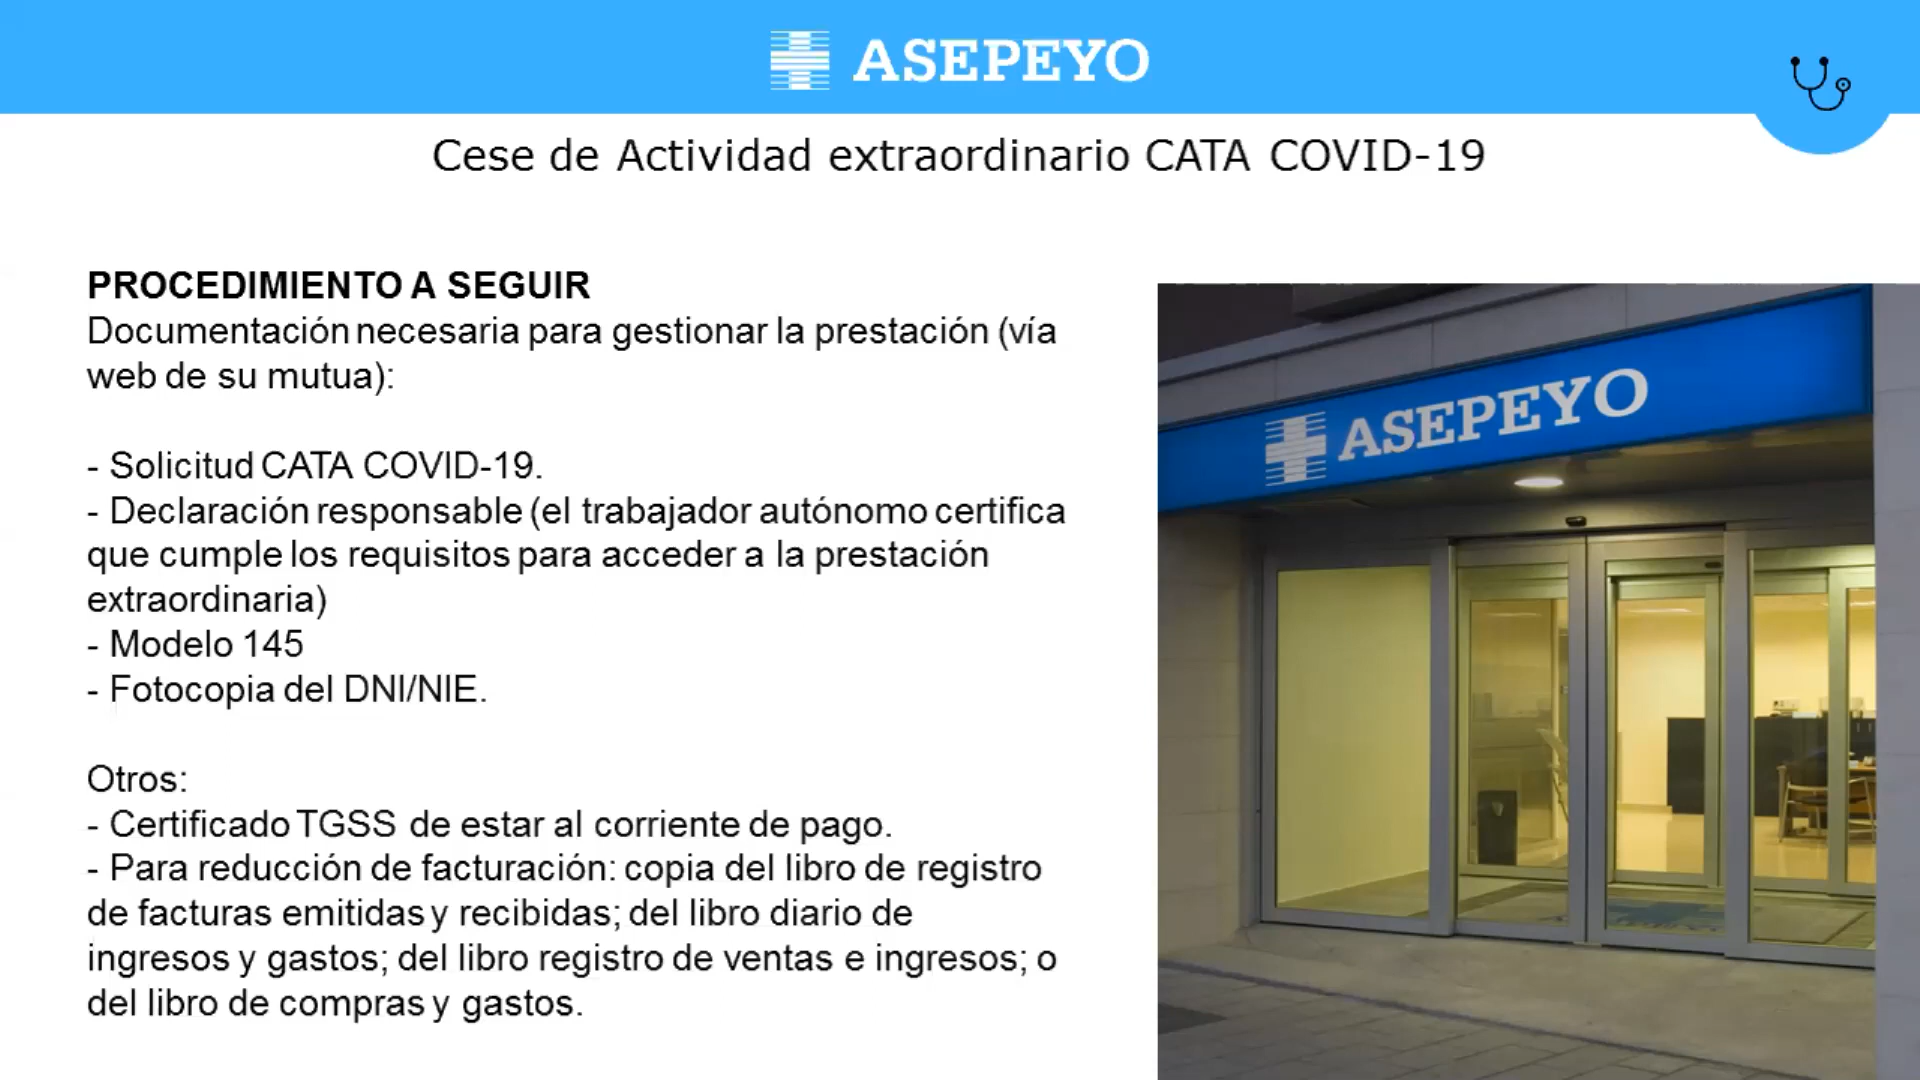 ASEPEYO
Cese de Actividad extraordinario CATA COVID-19
PROCEDIMIENTO A SEGUIR
Documentación necesaria para gestionar la prestación (vía
web de su mutua):
- Solicitud CATA COVID-19.
- Declaración responsable (el trabajador autónomo certifica
que cumple los requisitos para acceder a la prestación
extraordinaria)
- Modelo 145
- Fotocopia del DNI/NIE.
Otros:
- Certificado TGSS de estar al corriente de pago.
- Para reducción de facturación: copia del libro de registro
de facturas emitidas y recibidas; del libro diario de
ingresos y gastos; del libro registro de ventas e ingresos; o
del libro de compras y gastos.
ASEPEYO